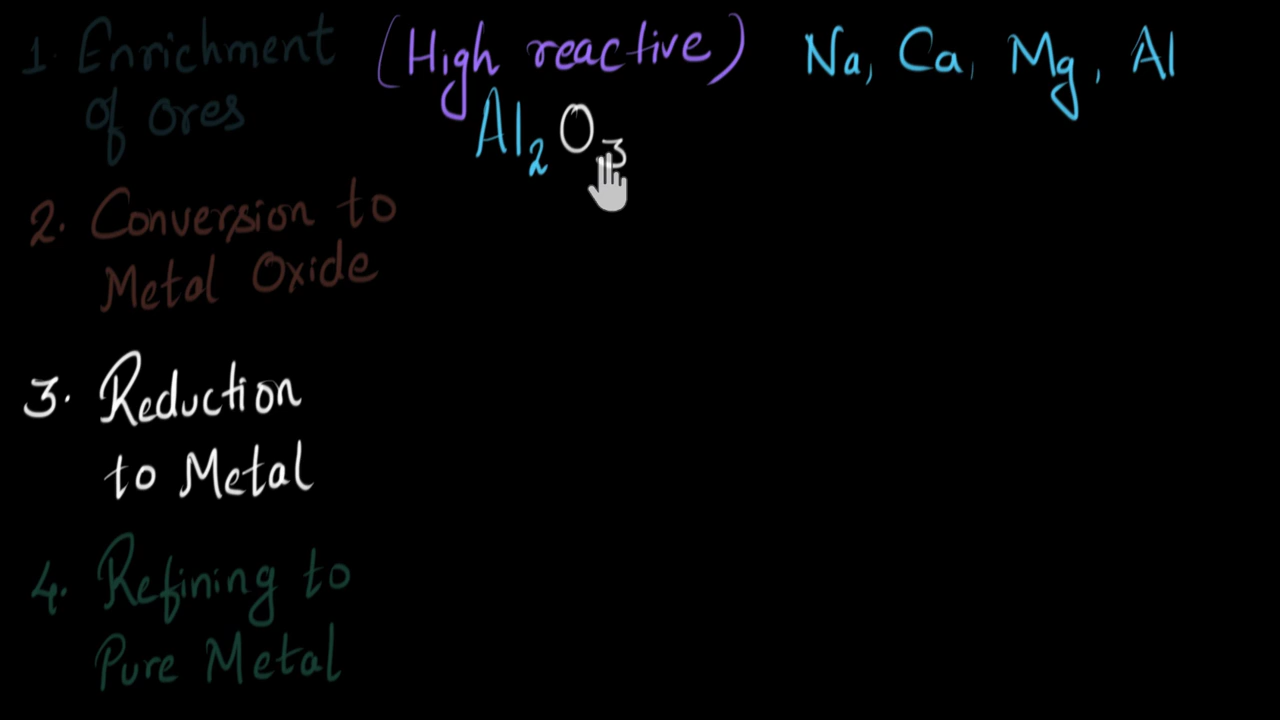 1. Enrichment
of ores
(High reactive) Na, Ca, Mg, Al
Al₂O₃
2. Conversion to
Metal Oxide
3. Reduction
to Metal
4. Refining to
Pure Metal